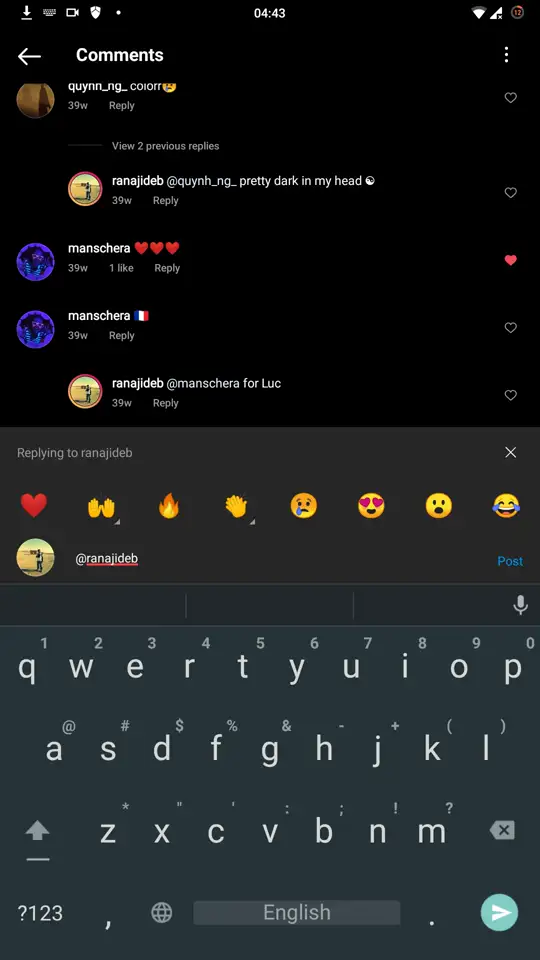 04:43
12
Comments
quynh_ng_ colorr😢
39w Reply
View 2 previous replies
ranajideb @quynh_ng_ pretty dark in my head ☯
39w Reply
manschera ❤️❤️❤️
39w 1 like Reply
manschera 🇫🇷
39w Reply
ranajideb @manschera for Luc
39w Reply
Replying to ranajideb
❤️ 🙌 🔥 👏 😢 😍 😮 😂
@ranajideb Post
1 2 3 4 5 6 7 8 9 0
q w e r t y u i o p
@ # $ % & - + ( )
a s d f g h j k l
* " ' : ; ! ?
z x c v b n m
?123 , English .